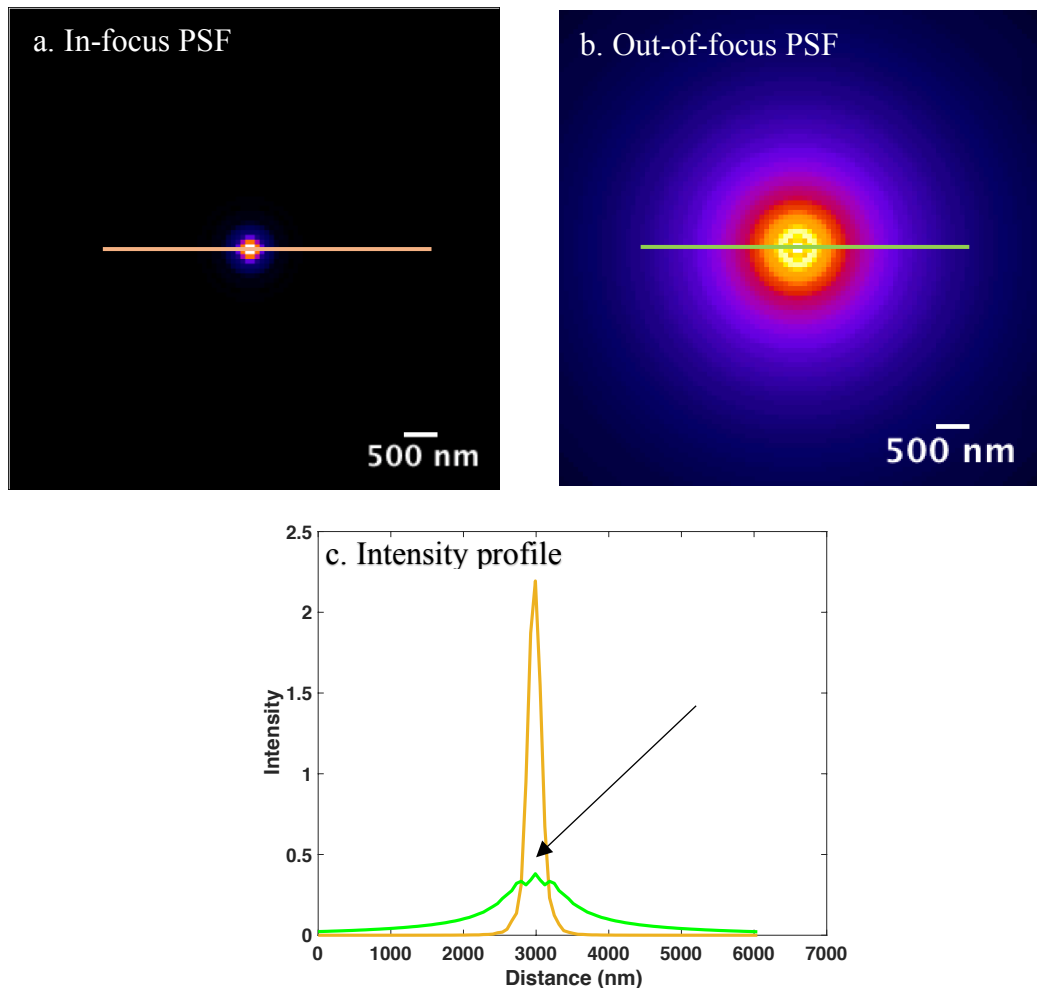 a. In-focus PSF
500 nm
b. Out-of-focus PSF
500 nm
c. Intensity profile
2.5
2
1.5
1
0.5
0
Intensity
0 1000 2000 3000 4000 5000 6000 7000
Distance (nm)